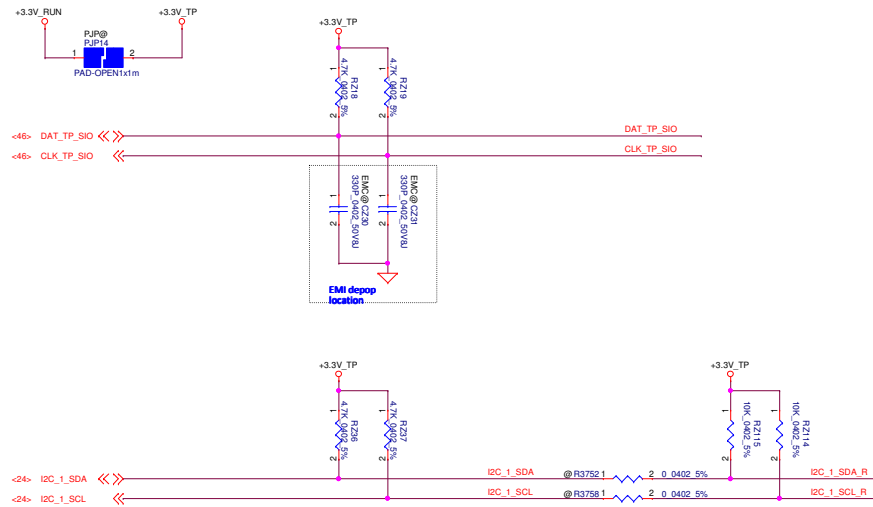 +3.3V_RUN
+3.3V_TP
PJP@
PJP14
1
2
PAD-OPEN1x1m
+3.3V_TP
1
4.7K_0402_5%
RZ18
2
1
4.7K_0402_5%
RZ19
2
<46> DAT_TP_SIO
DAT_TP_SIO
<46> CLK_TP_SIO
CLK_TP_SIO
1
2
EMC@ CZ30
330P_0402_50V8J
1
2
EMC@ CZ31
330P_0402_50V8J
EMI depop
location
+3.3V_TP
1
4.7K_0402_5%
RZ36
2
1
4.7K_0402_5%
RZ37
2
+3.3V_TP
1
10K_0402_5%
RZ115
2
1
10K_0402_5%
RZ114
2
<24> I2C_1_SDA
I2C_1_SDA
@ R3752 1
2 0_0402_5%
I2C_1_SDA_R
<24> I2C_1_SCL
I2C_1_SCL
@ R3758 1
2 0_0402_5%
I2C_1_SCL_R